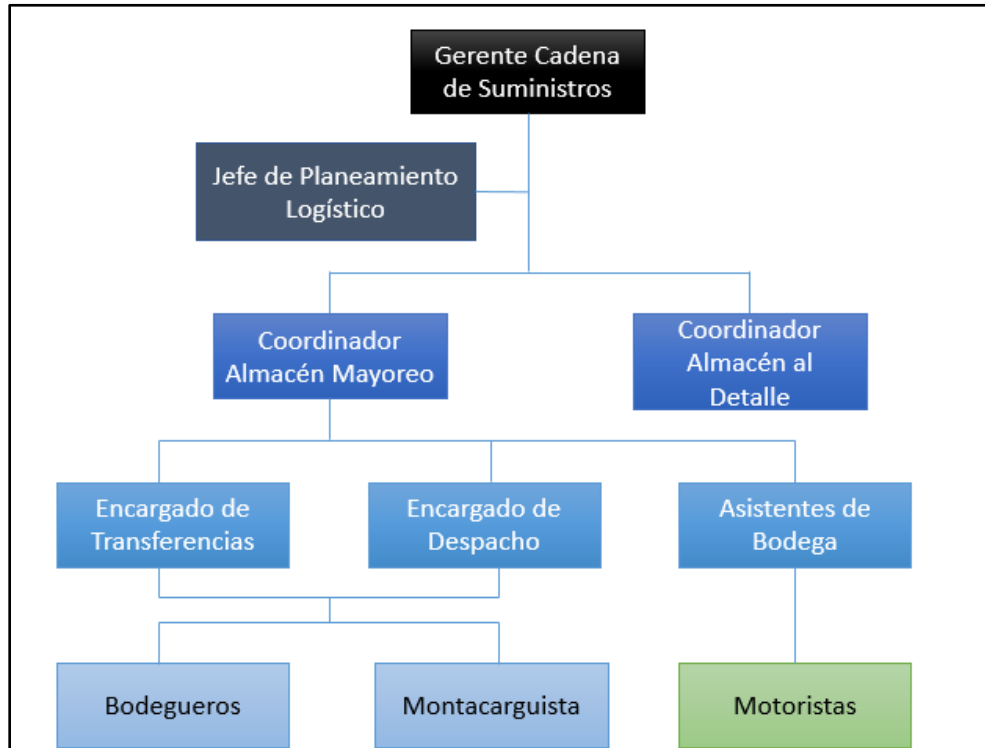 Gerente Cadena
de Suministros
Jefe de Planeamiento
Logístico
Coordinador
Almacén Mayoreo
Coordinador
Almacén al
Detalle
Encargado de
Transferencias
Encargado de
Despacho
Asistentes de
Bodega
Bodegueros
Montacarguista
Motoristas